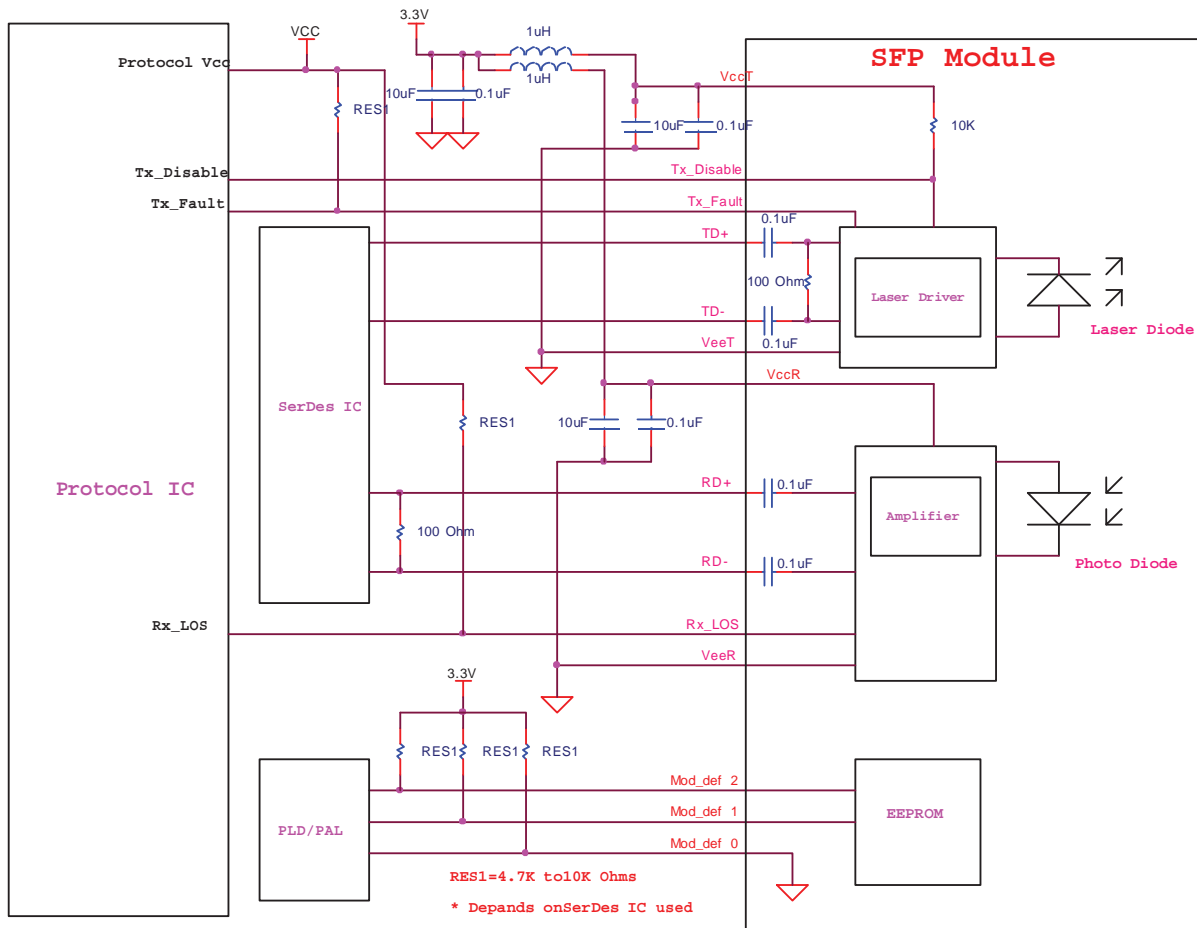 3.3V
VCC
1uH
SFP Module
Protocol Vcc
1uH
VccT
10uF
0.1uF
RES1
10uF
0.1uF
10K
Tx_Disable
Tx_Disable
Tx_Fault
Tx_Fault
0.1uF
TD+
100 Ohm
Laser Driver
TD-
Laser Diode
0.1uF
VeeT
VccR
SerDes IC
RES1
10uF
0.1uF
Protocol IC
RD+
0.1uF
Amplifier
100 Ohm
RD-
0.1uF
Photo Diode
Rx_LOS
Rx_LOS
VeeR
3.3V
RES1
RES1
RES1
Mod_def 2
Mod_def 1
EEPROM
PLD/PAL
Mod_def 0
RES1=4.7K to10K Ohms
* Depands onSerDes IC used